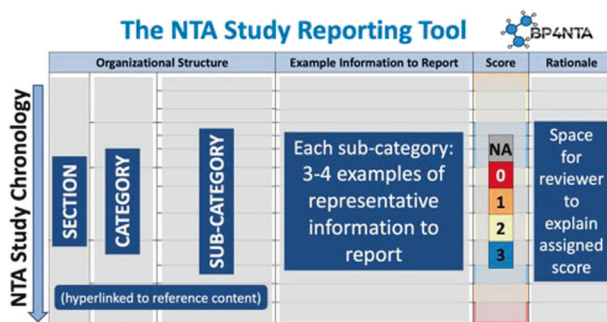 The NTA Study Reporting Tool
BP4NTA
Organizational Structure
Example Information to Report
Score
Rationale
NTA Study Chronology
SECTION
CATEGORY
SUB-CATEGORY
(hyperlinked to reference content)
Each sub-category:
3-4 examples of
representative
information to
report
NA
0
1
2
3
Space
for
reviewer
to
explain
assigned
score